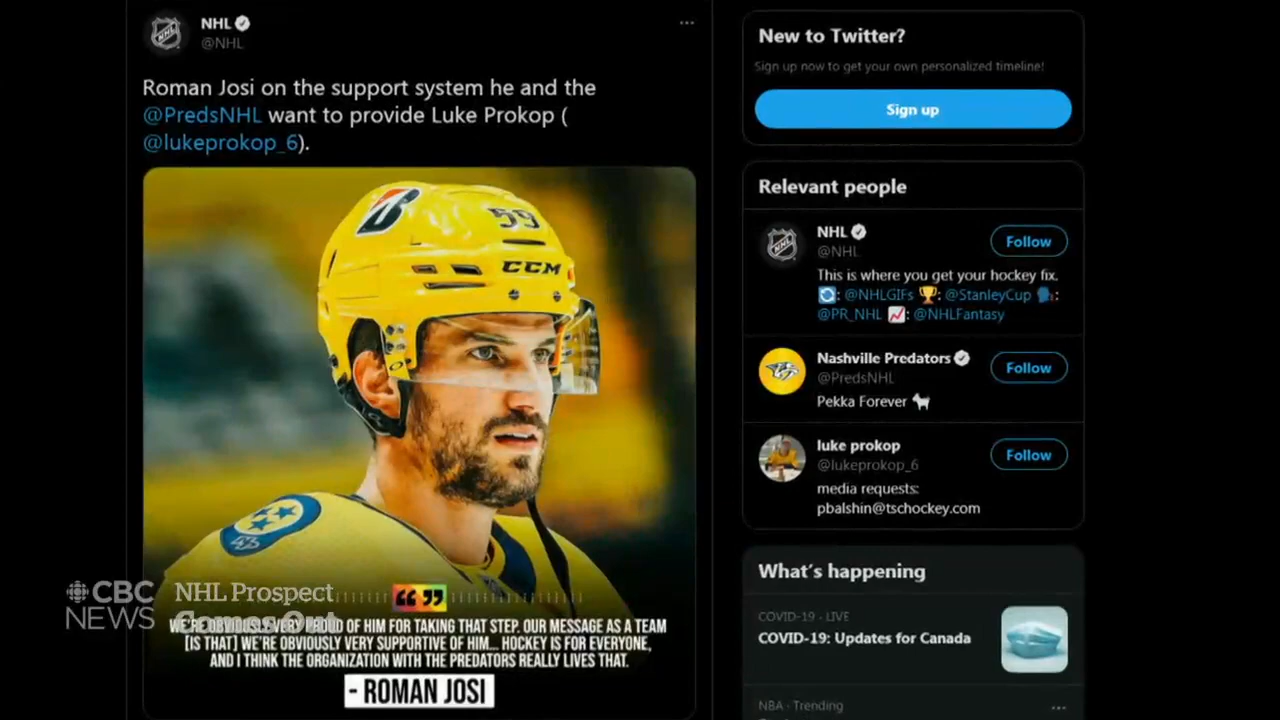 NHL
@NHL
Roman Josi on the support system he and the
@PredsNHL want to provide Luke Prokop (
@lukeprokop_6).
59
CCM
WE'RE OBVIOUSLY VERY PROUD OF HIM FOR TAKING THAT STEP. OUR MESSAGE AS A TEAM
[IS THAT] WE'RE OBVIOUSLY VERY SUPPORTIVE OF HIM... HOCKEY IS FOR EVERYONE,
AND I THINK THE ORGANIZATION WITH THE PREDATORS REALLY LIVES THAT.
- ROMAN JOSI
CBC
NEWS
NHL Prospect
Comes Out
New to Twitter?
Sign up now to get your own personalized timeline!
Sign up
Relevant people
NHL
@NHL
Follow
This is where you get your hockey fix.
: @NHLGIFs : @StanleyCup :
@PR_NHL : @NHLFantasy
Nashville Predators
@PredsNHL
Follow
Pekka Forever
luke prokop
@lukeprokop_6
Follow
media requests:
pbalshin@tschockey.com
What's happening
COVID-19 · LIVE
COVID-19: Updates for Canada
NBA · Trending